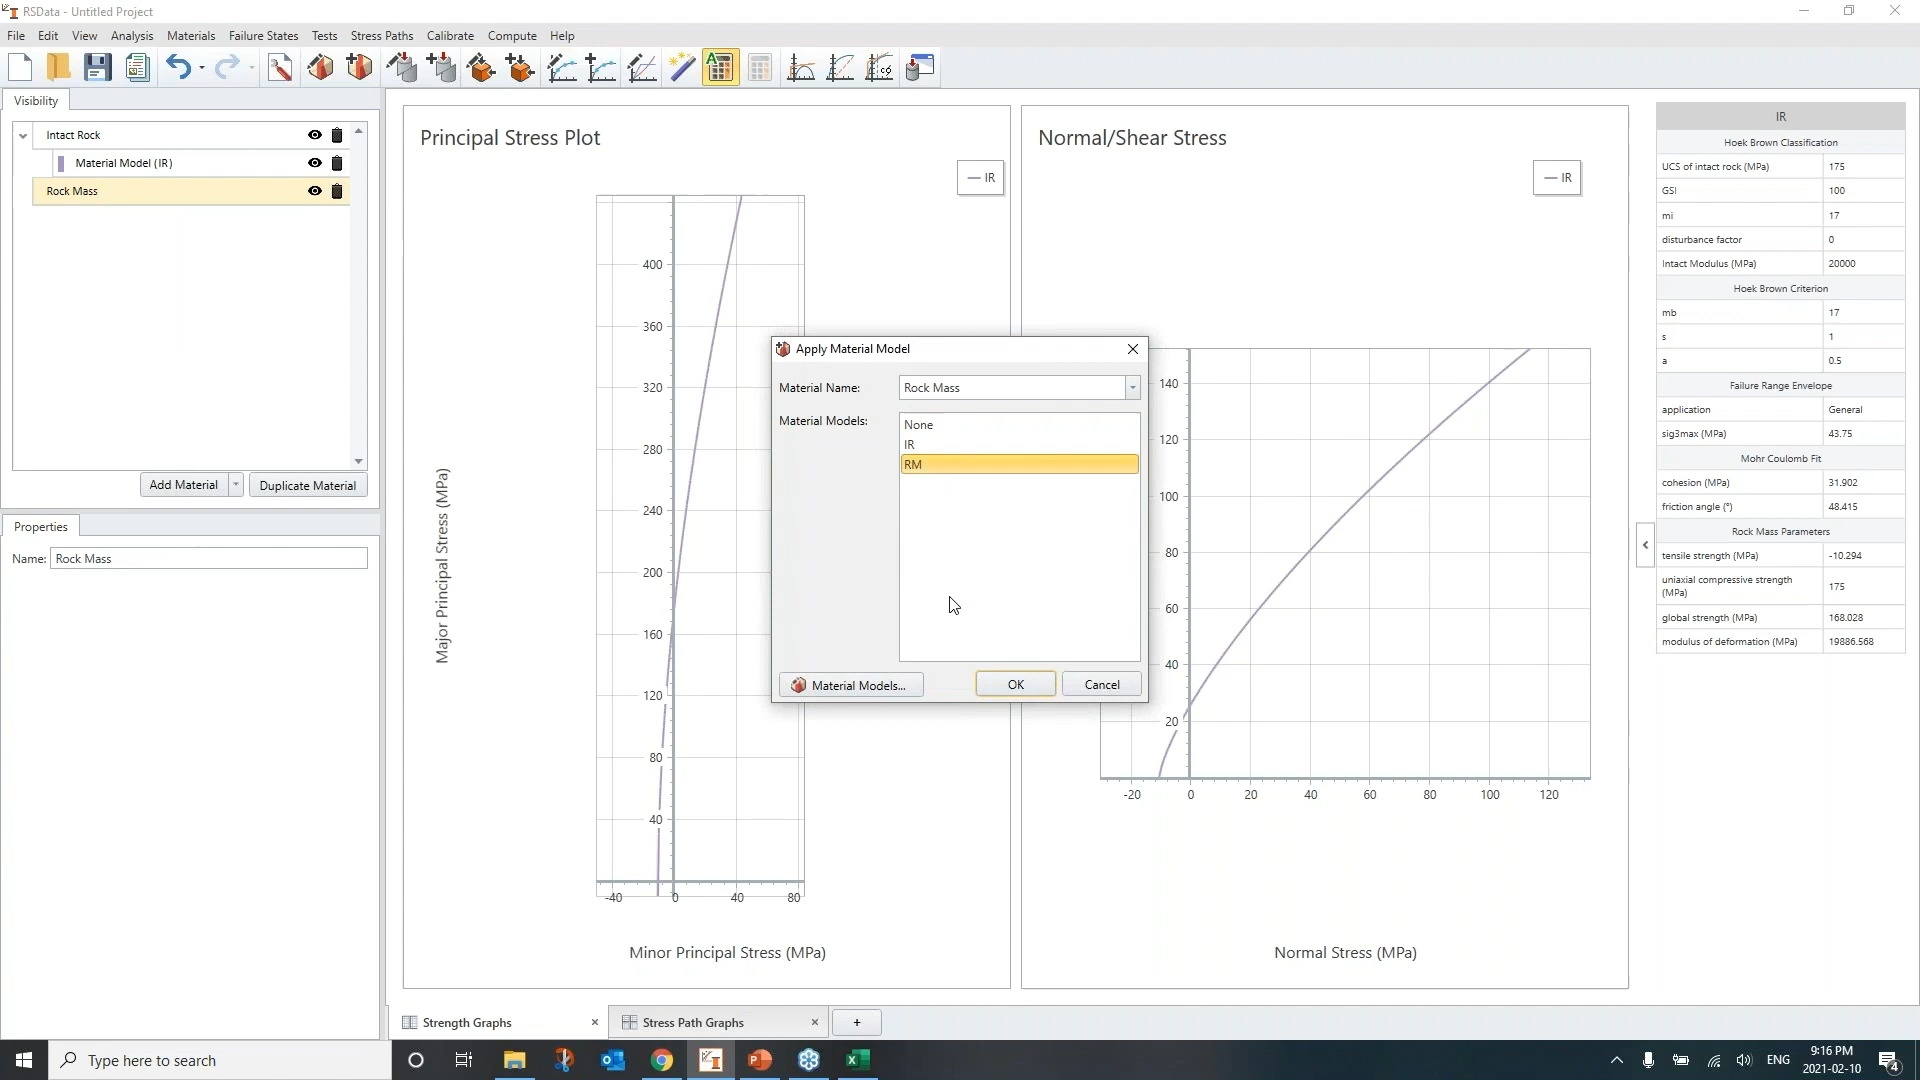 RSData - Untitled Project
File Edit View Analysis Materials Failure States Tests Stress Paths Calibrate Compute Help
Visibility
Intact Rock
Material Model (IR)
Rock Mass
Add Material
Duplicate Material
Properties
Name: Rock Mass
Principal Stress Plot
IR
Major Principal Stress (MPa)
400
360
320
280
240
200
160
120
80
40
-40 0 40 80
Minor Principal Stress (MPa)
Apply Material Model
Material Name: Rock Mass
Material Models:
None
IR
RM
Material Models... OK Cancel
Normal/Shear Stress
IR
140
120
100
80
60
40
20
-20 0 20 40 60 80 100 120
Normal Stress (MPa)
IR
Hoek Brown Classification
UCS of intact rock (MPa) 175
GSI 100
mi 17
disturbance factor 0
Intact Modulus (MPa) 20000
Hoek Brown Criterion
mb 17
s 1
a 0.5
Failure Range Envelope
application General
sig3max (MPa) 43.75
Mohr Coulomb Fit
cohesion (MPa) 31.902
friction angle (°) 48.415
Rock Mass Parameters
tensile strength (MPa) -10.294
uniaxial compressive strength
(MPa) 175
global strength (MPa) 168.028
modulus of deformation (MPa) 19886.568
Strength Graphs
Stress Path Graphs
+
Type here to search
ENG
9:16 PM
2021-02-10
4